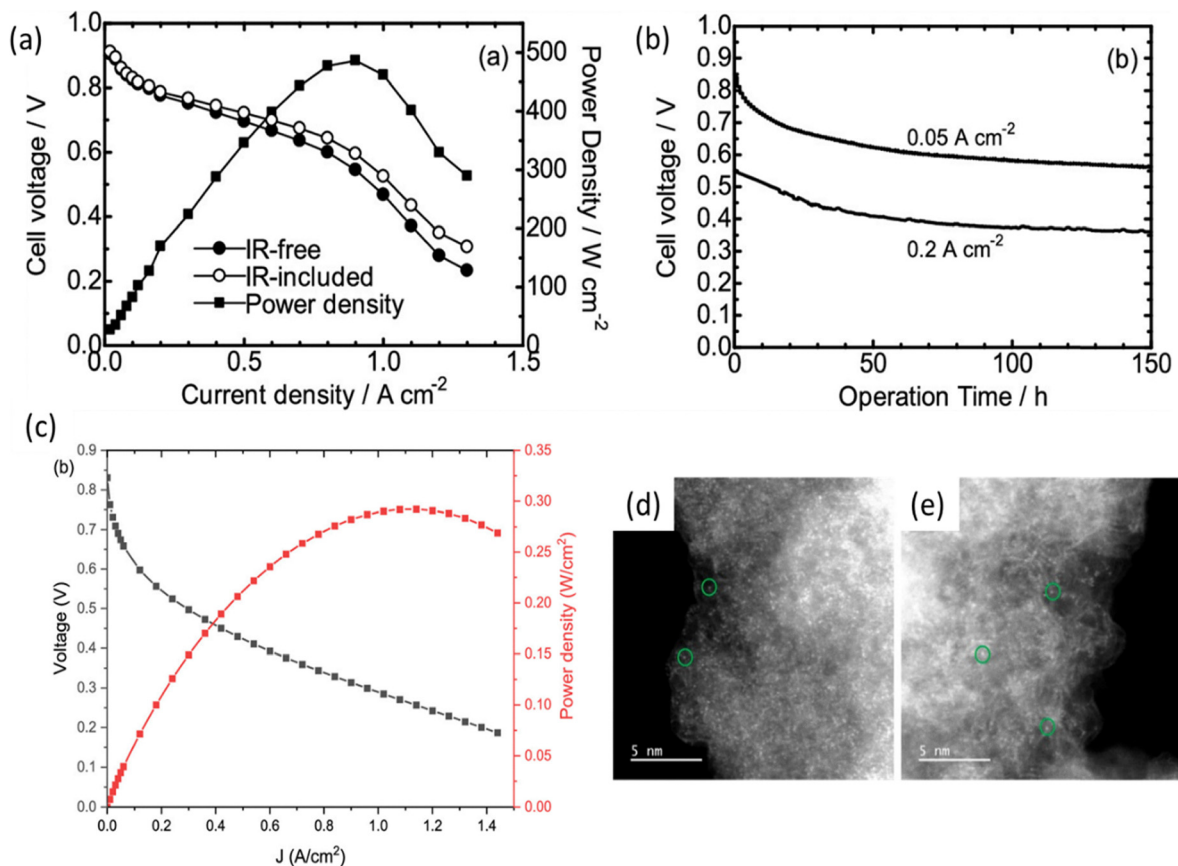 (a)
(a)
Cell voltage / V
1.0
0.8
0.6
0.4
0.2
0.0
Power Density / W cm-2
500
400
300
200
100
0
IR-free
IR-included
Power density
0.0
0.5
1.0
1.5
Current density / A cm-2
(b)
(b)
Cell voltage / V
1.0
0.9
0.8
0.7
0.6
0.5
0.4
0.3
0.2
0.1
0.0
0.05 A cm-2
0.2 A cm-2
0
50
100
150
Operation Time / h
(c)
(b)
Voltage (V)
0.9
0.8
0.7
0.6
0.5
0.4
0.3
0.2
0.1
0.0
Power density (W/cm2)
0.35
0.30
0.25
0.20
0.15
0.10
0.05
0.00
0.0
0.2
0.4
0.6
0.8
1.0
1.2
1.4
J (A/cm2)
(d)
5 nm
(e)
5 nm